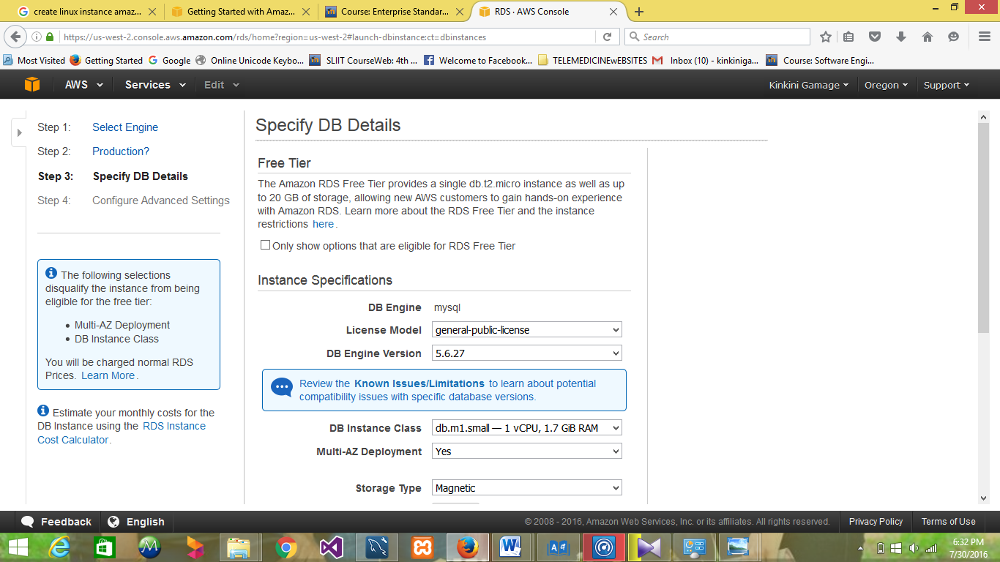 create linux instance amaz...
Getting Started with Amaz...
Course: Enterprise Standar...
RDS · AWS Console
https://us-west-2.console.aws.amazon.com/rds/home?region=us-west-2#launch-dbinstance:ct=dbinstances
Search
Most Visited
Getting Started
Google
Online Unicode Keybo...
SLIIT CourseWeb: 4th ...
Welcome to Facebook...
TELEMEDICINEwEBSITES
Inbox (10) - kinkiniga...
Course: Software Engi...
AWS
Services
Edit
Kinkini Gamage
Oregon
Support
Step 1: Select Engine
Step 2: Production?
Step 3: Specify DB Details
Step 4: Configure Advanced Settings
The following selections
disqualify the instance from being
eligible for the free tier:
Multi-AZ Deployment
DB Instance Class
You will be charged normal RDS
Prices. Learn More.
Estimate your monthly costs for the
DB Instance using the RDS Instance
Cost Calculator.
Specify DB Details
Free Tier
The Amazon RDS Free Tier provides a single db.t2.micro instance as well as up
to 20 GB of storage, allowing new AWS customers to gain hands-on experience
with Amazon RDS. Learn more about the RDS Free Tier and the instance
restrictions here.
Only show options that are eligible for RDS Free Tier
Instance Specifications
DB Engine mysql
License Model general-public-license
DB Engine Version 5.6.27
Review the Known Issues/Limitations to learn about potential
compatibility issues with specific database versions.
DB Instance Class db.m1.small — 1 vCPU, 1.7 GiB RAM
Multi-AZ Deployment Yes
Storage Type Magnetic
Feedback
English
© 2008 - 2016, Amazon Web Services, Inc. or its affiliates. All rights reserved.
Privacy Policy
Terms of Use
6:32 PM
7/30/2016